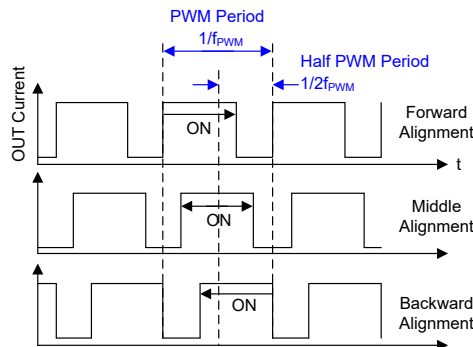 PWM Period
1/fPWM
Half PWM Period
1/2fPWM
OUT Current
ON
Forward
Alignment
t
ON
Middle
Alignment
ON
Backward
Alignment